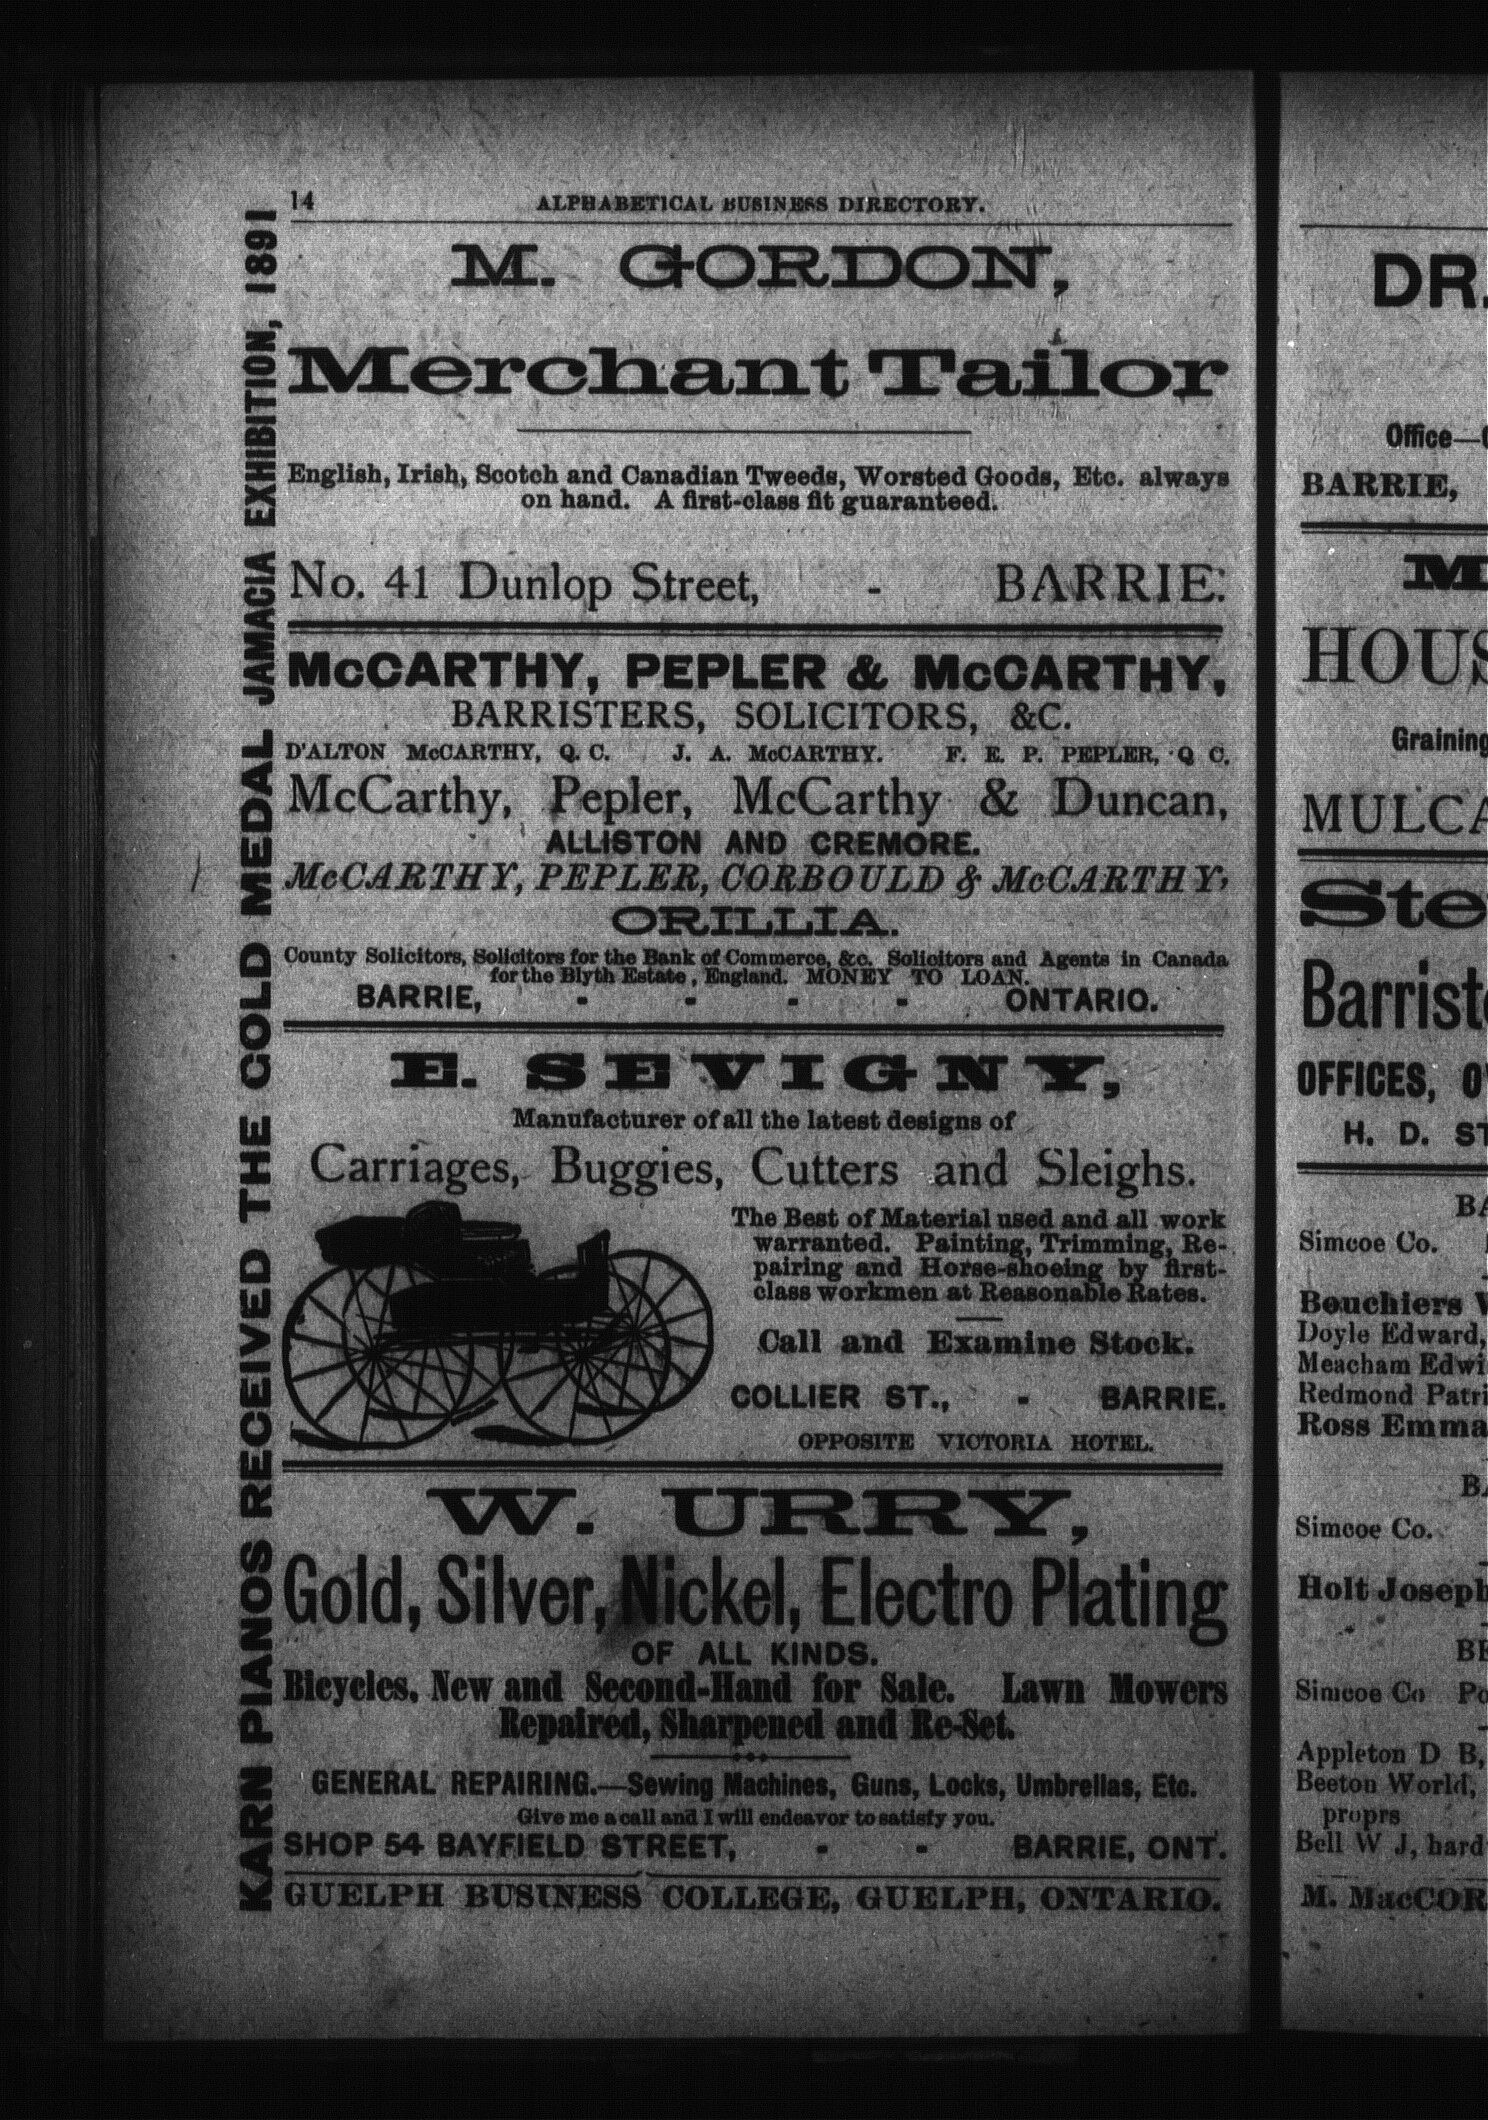 14 ALPHABETICAL BUSINESS DIRECTORY.
KARN PIANOS RECEIVED THE GOLD MEDAL JAMACIA EXHIBITION, 1891
M. GORDON,
Merchant Tailor
English, Irish, Scotch and Canadian Tweeds, Worsted Goods, Etc. always
on hand. A first-class fit guaranteed.
No. 41 Dunlop Street, - BARRIE.
McCARTHY, PEPLER & McCARTHY,
BARRISTERS, SOLICITORS, &C.
D'ALTON McCARTHY, Q. C. J. A. McCARTHY. F. E. P. PEPLER, Q C.
McCarthy, Pepler, McCarthy & Duncan,
ALLISTON AND CREMORE.
McCARTHY, PEPLER, CORBOULD & McCARTHY,
ORILLIA.
County Solicitors, Solicitors for the Bank of Commerce, &c. Solicitors and Agents in Canada
for the Blyth Estate, England. MONEY TO LOAN.
BARRIE, - - - - ONTARIO.
E. SEVIGNY,
Manufacturer of all the latest designs of
Carriages, Buggies, Cutters and Sleighs.
The Best of Material used and all work
warranted. Painting, Trimming, Re-
pairing and Horse-shoeing by first-
class workmen at Reasonable Rates.
Call and Examine Stock.
COLLIER ST., - BARRIE.
OPPOSITE VICTORIA HOTEL.
W. URRY,
Gold, Silver, Nickel, Electro Plating
OF ALL KINDS.
Bicycles, New and Second-Hand for Sale. Lawn Mowers
Repaired, Sharpened and Re-Set.
GENERAL REPAIRING.—Sewing Machines, Guns, Locks, Umbrellas, Etc.
Give me a call and I will endeavor to satisfy you.
SHOP 54 BAYFIELD STREET, - - BARRIE, ONT.
GUELPH BUSINESS COLLEGE, GUELPH, ONTARIO.
DR.
Office—
BARRIE,
Graining
OFFICES,
H. D.
Simcoe Co.
Bouchiers
Doyle Edward,
Meacham
Redmond
Ross Emma
Simcoe Co.
Holt Joseph
Simcoe Co
Appleton D B,
Beeton World,
proprs
Bell W J,
M.